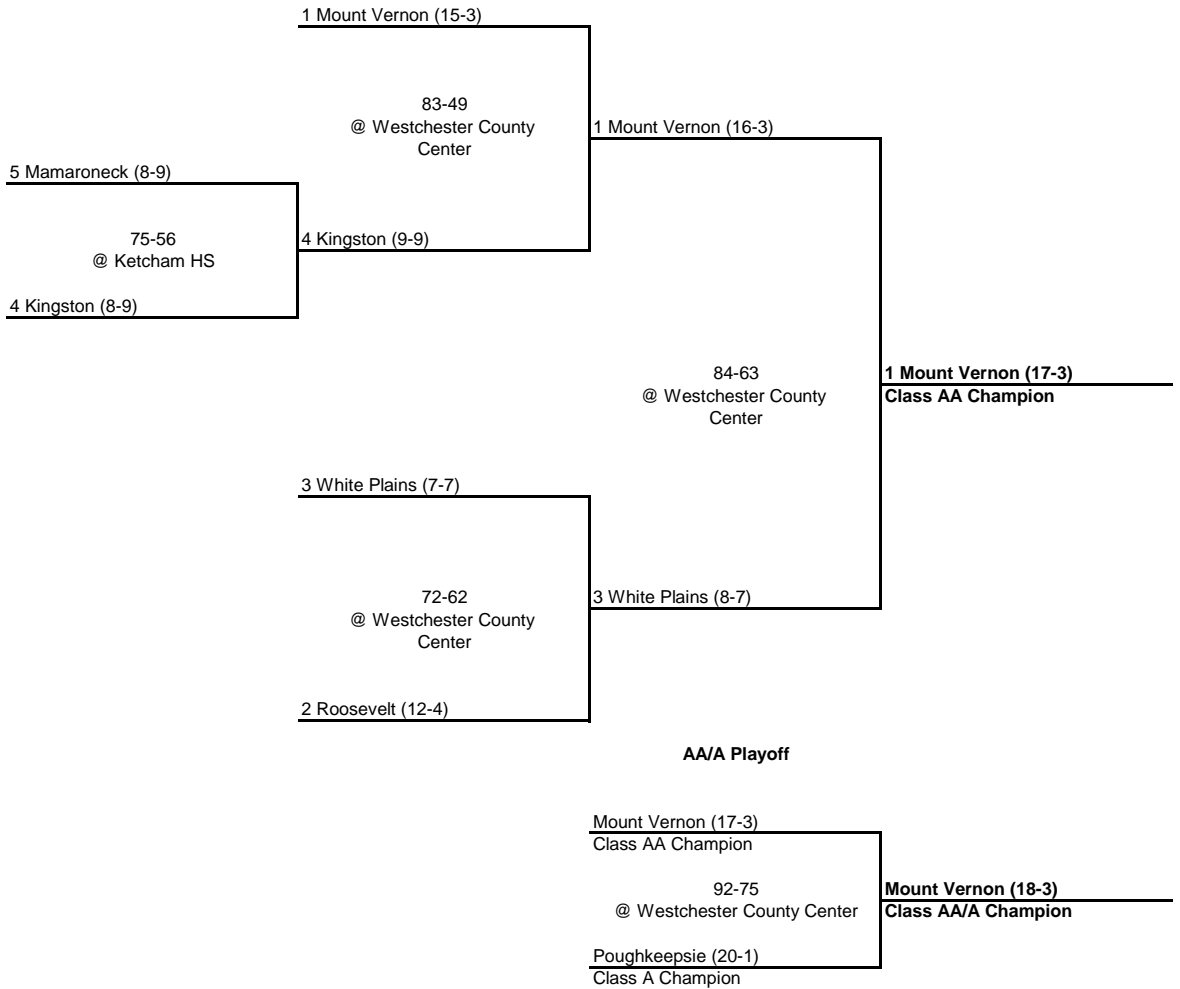 1 Mount Vernon (15-3)
83-49
@ Westchester County
Center
1 Mount Vernon (16-3)
5 Mamaroneck (8-9)
75-56
@ Ketcham HS
4 Kingston (9-9)
4 Kingston (8-9)
84-63
@ Westchester County
Center
1 Mount Vernon (17-3)
Class AA Champion
3 White Plains (7-7)
72-62
@ Westchester County
Center
3 White Plains (8-7)
2 Roosevelt (12-4)
AA/A Playoff
Mount Vernon (17-3)
Class AA Champion
92-75
@ Westchester County Center
Mount Vernon (18-3)
Class AA/A Champion
Poughkeepsie (20-1)
Class A Champion